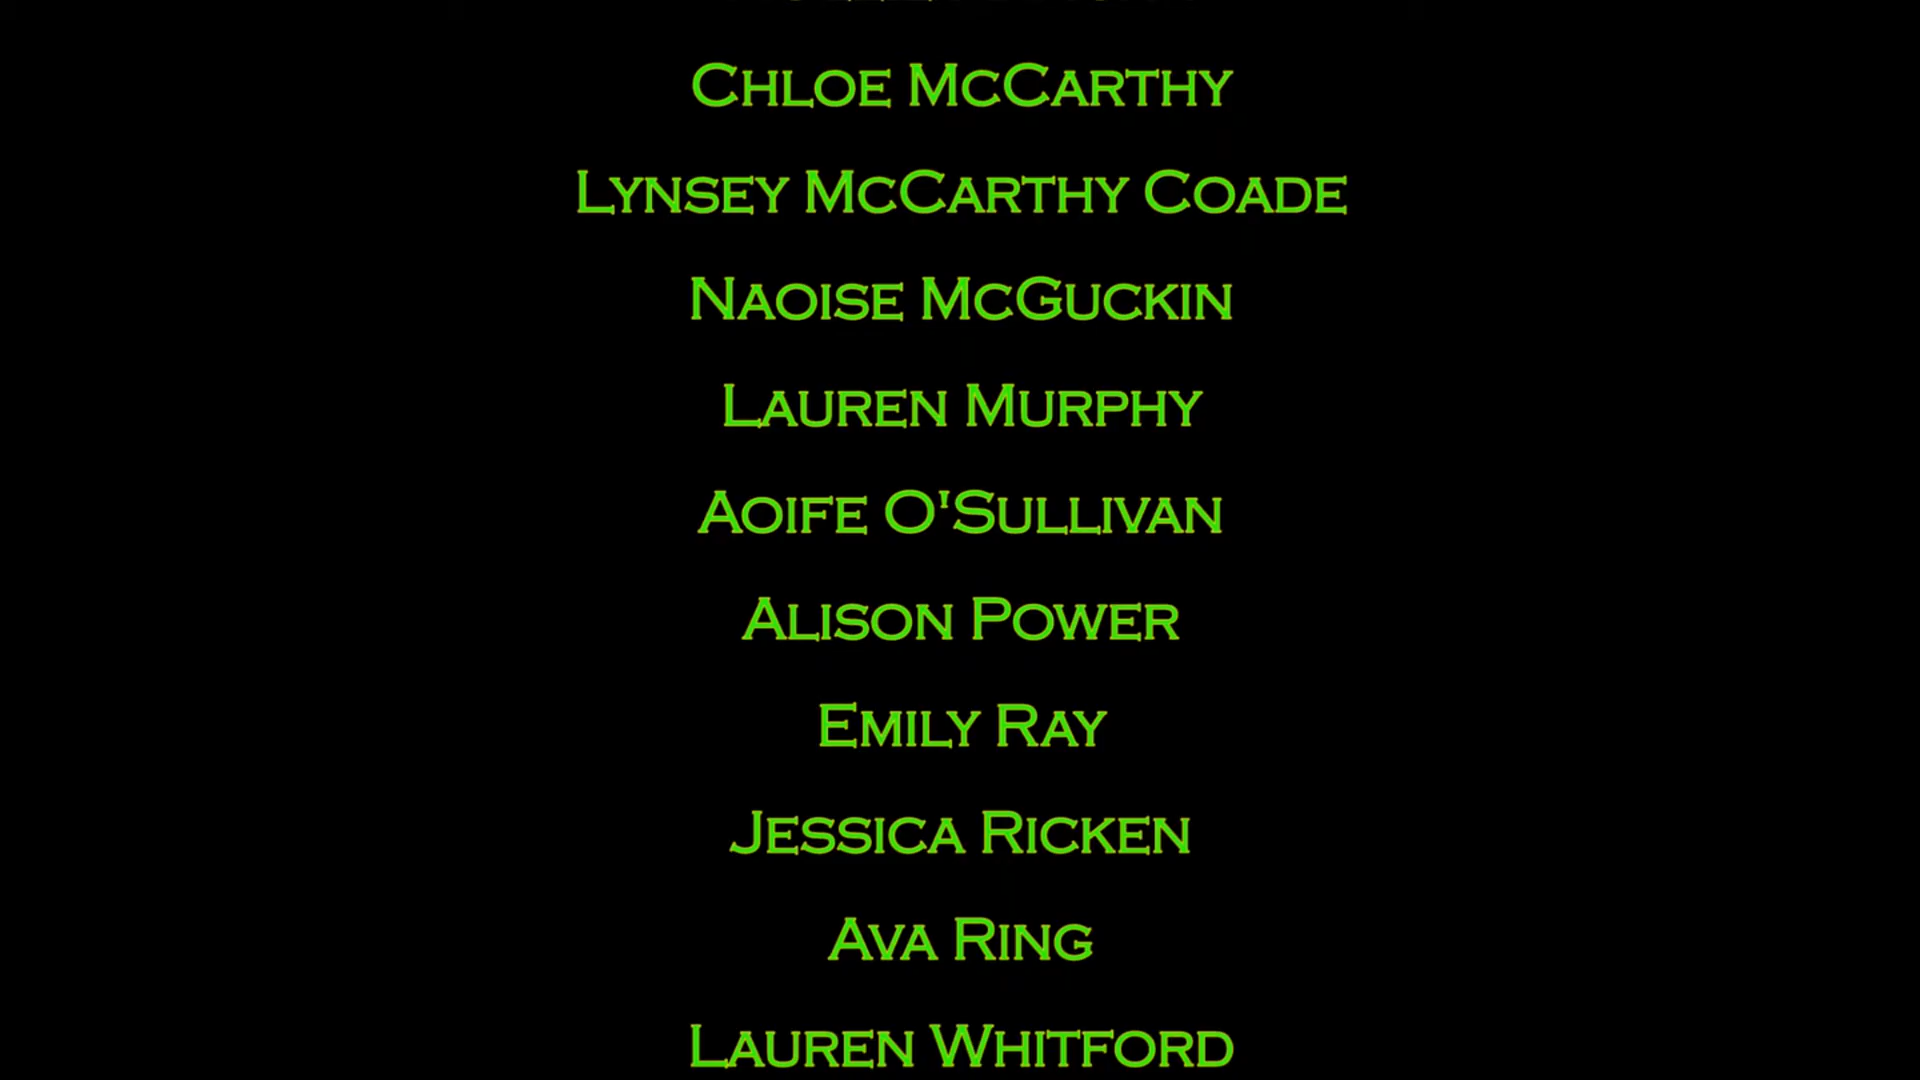 Chloe McCarthy
Lynsey McCarthy Coade
Naoise McGuckin
Lauren Murphy
Aoife O'Sullivan
Alison Power
Emily Ray
Jessica Ricken
Ava Ring
Lauren Whitford